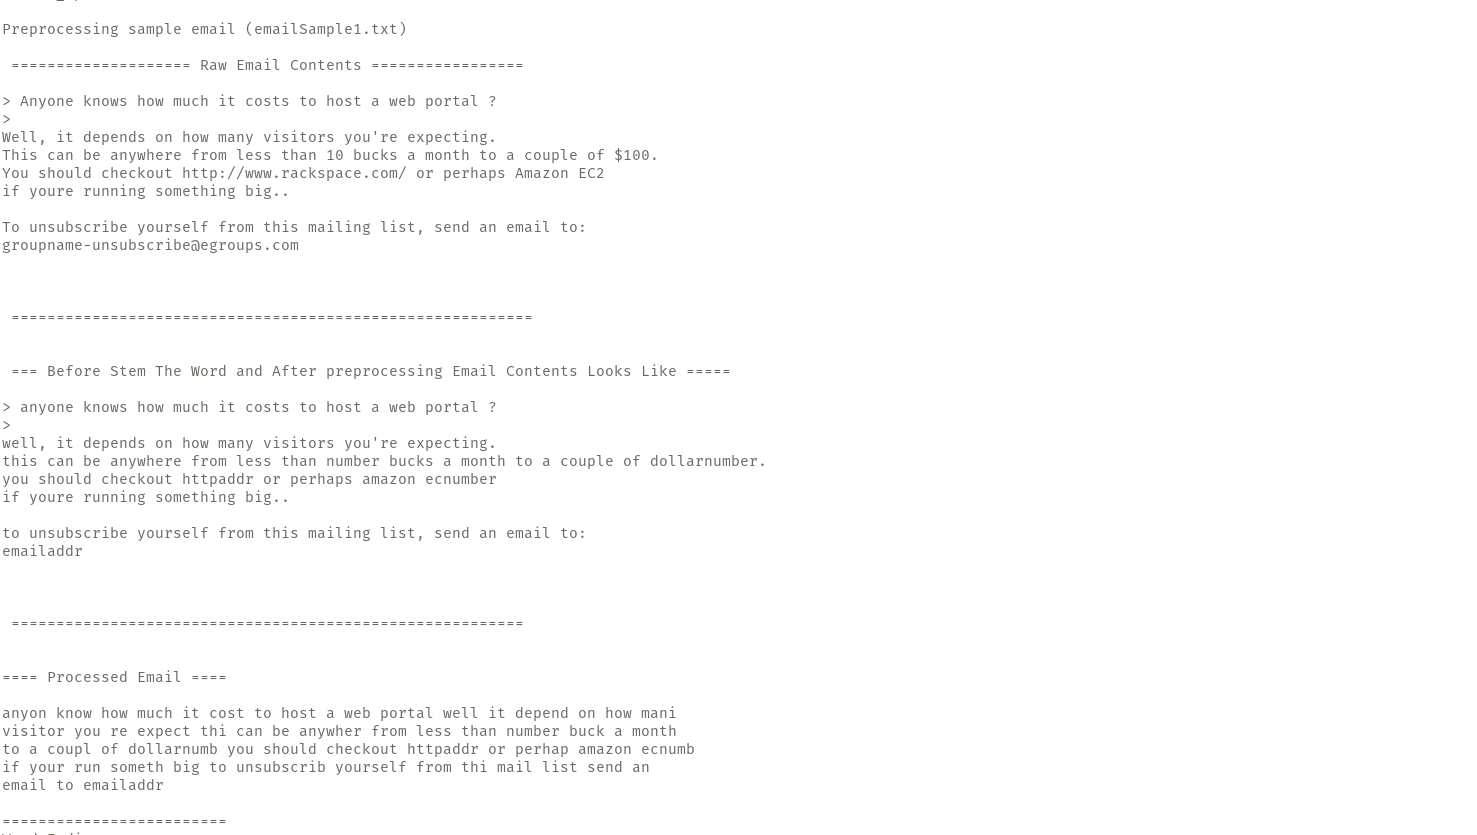 Preprocessing sample email (emailSample1.txt)
==================== Raw Email Contents =================
> Anyone knows how much it costs to host a web portal ?
>
Well, it depends on how many visitors you're expecting.
This can be anywhere from less than 10 bucks a month to a couple of $100.
You should checkout http://www.rackspace.com/ or perhaps Amazon EC2
if youre running something big..
To unsubscribe yourself from this mailing list, send an email to:
groupname-unsubscribe@egroups.com
==========================================================
=== Before Stem The Word and After preprocessing Email Contents Looks Like =====
> anyone knows how much it costs to host a web portal ?
>
well, it depends on how many visitors you're expecting.
this can be anywhere from less than number bucks a month to a couple of dollarnumber.
you should checkout httpaddr or perhaps amazon ecnumber
if youre running something big..
to unsubscribe yourself from this mailing list, send an email to:
emailaddr
=========================================================
==== Processed Email ====
anyon know how much it cost to host a web portal well it depend on how mani
visitor you re expect thi can be anywher from less than number buck a month
to a coupl of dollarnumb you should checkout httpaddr or perhap amazon ecnumb
if your run someth big to unsubscrib yourself from thi mail list send an
email to emailaddr
=========================